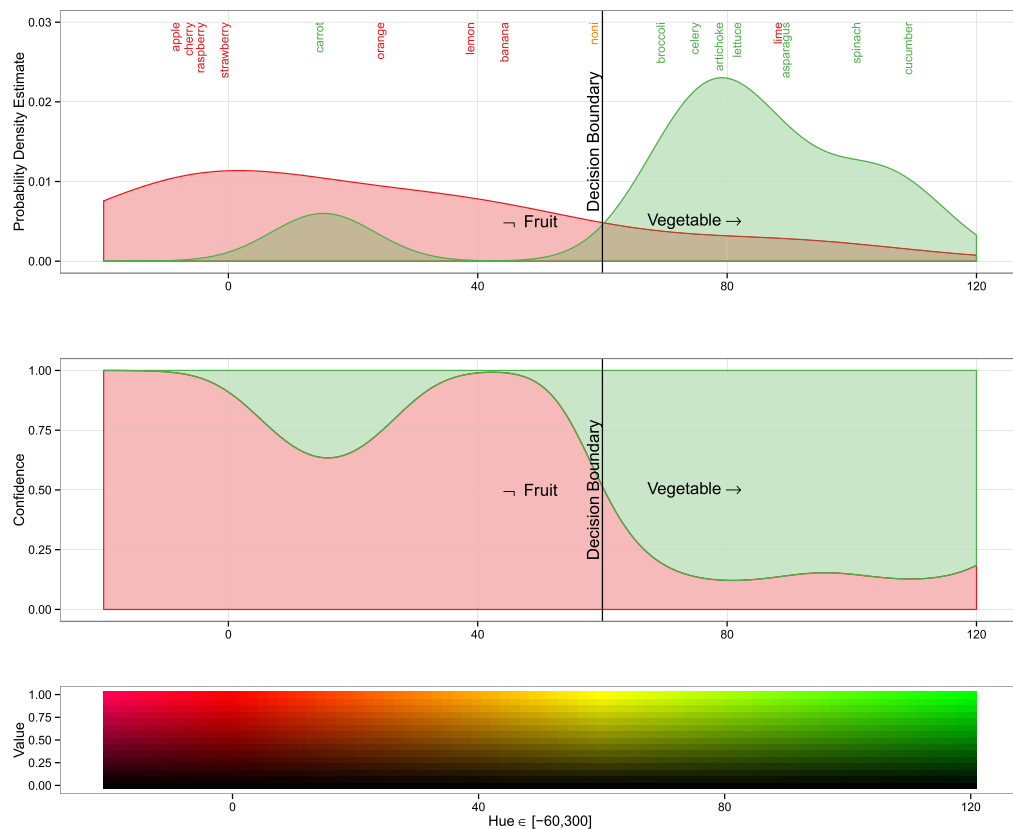 0.03
0.02
0.01
0.00
Probability Density Estimate
apple
cherry
raspberry
strawberry
carrot
orange
lemon
banana
noni
broccoli
celery
artichoke
lettuce
lime
asparagus
spinach
cucumber
Decision Boundary
¬ Fruit
Vegetable →
0 40 80 120
1.00
0.75
0.50
0.25
0.00
Confidence
Decision Boundary
¬ Fruit
Vegetable →
0 40 80 120
1.00
0.75
0.50
0.25
0.00
Value
0 40 80 120
Hue ∈ [−60,300]